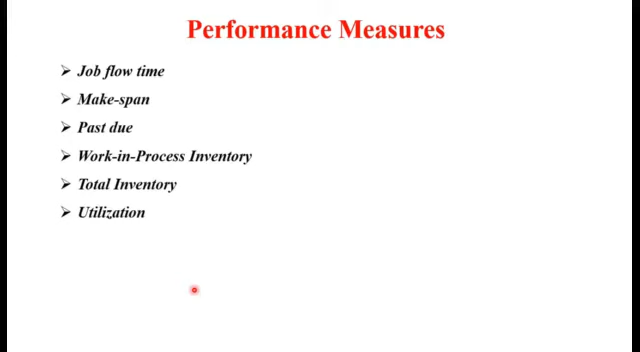 Performance Measures
➢ Job flow time
➢ Make-span
➢ Past due
➢ Work-in-Process Inventory
➢ Total Inventory
➢ Utilization